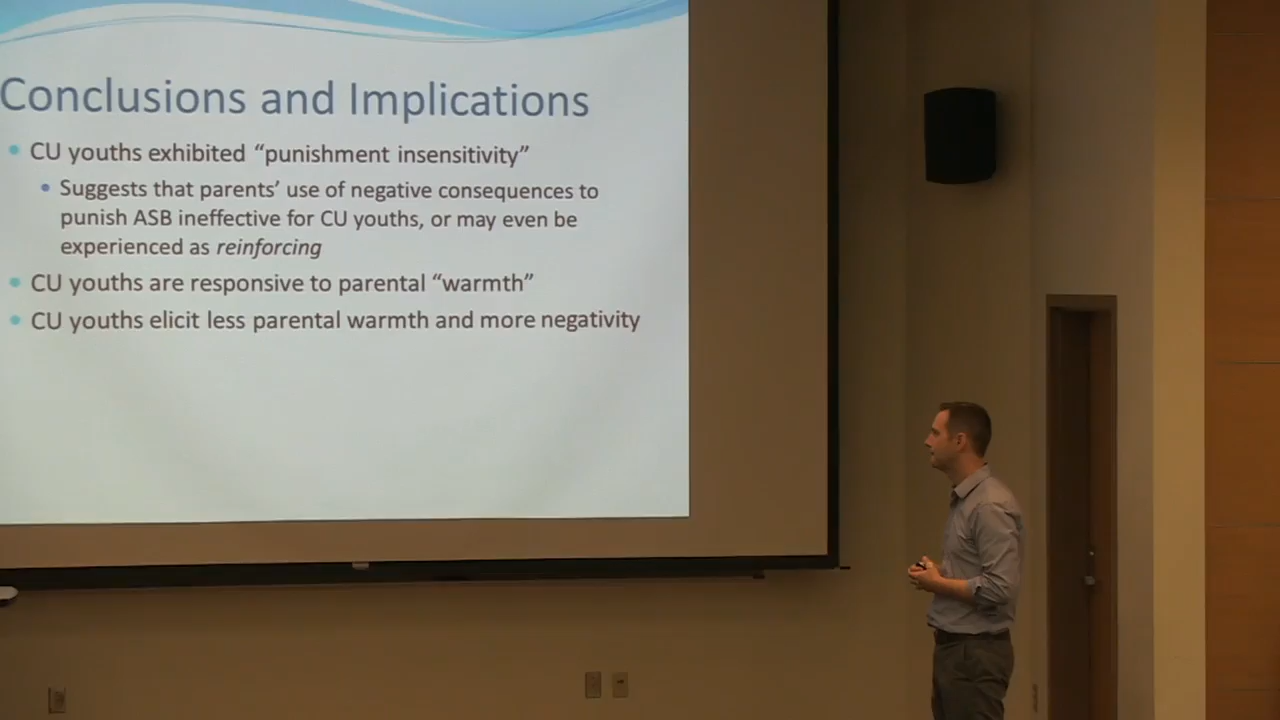 Conclusions and Implications
CU youths exhibited “punishment insensitivity”
Suggests that parents’ use of negative consequences to
punish ASB ineffective for CU youths, or may even be
experienced as reinforcing
CU youths are responsive to parental “warmth”
CU youths elicit less parental warmth and more negativity